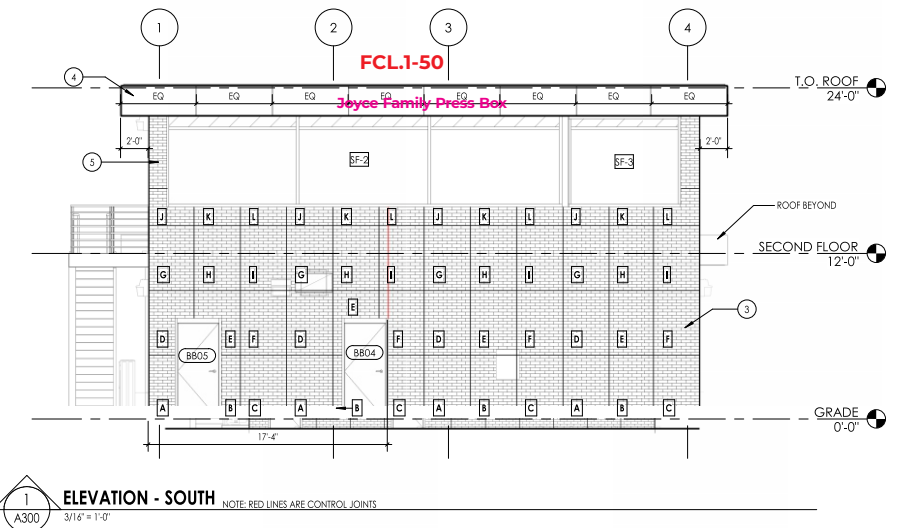 1 2 3 4
FCL.1-50
4
T.O. ROOF
24'-0"
EQ EQ EQ EQ EQ EQ EQ EQ
Joyce Family Press Box
2'-0" 2'-0"
5
SF-2 SF-3
J K L J K L J K L J K L
ROOF BEYOND
SECOND FLOOR
12'-0"
G H I G H I G H I G H I
E
3
D E F D F D E F D E F
BB05 BB04
A B C A B C A B C A B C
GRADE
0'-0"
17'-4"
1
A300
ELEVATION - SOUTH
NOTE: RED LINES ARE CONTROL JOINTS
3/16" = 1'-0"